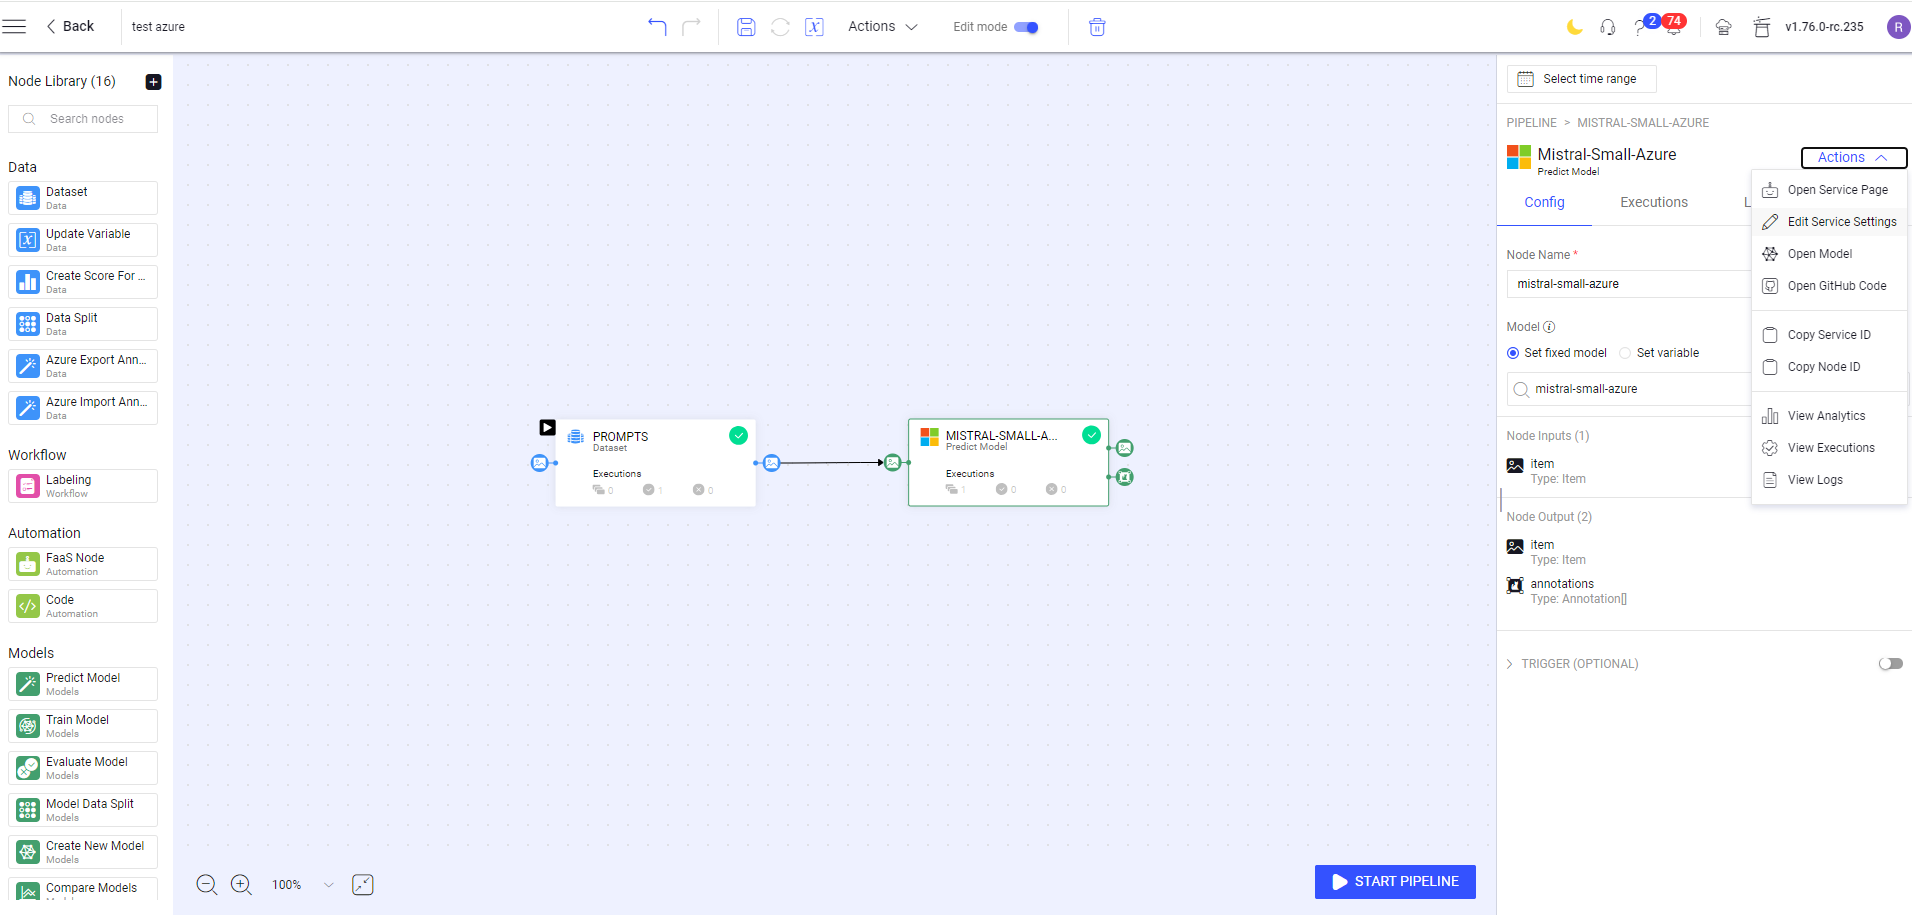 Back
test azure
Actions
Edit mode
2
74
v1.76.0-rc.235
R
Node Library (16)
Search nodes
Data
Dataset
Data
Update Variable
Data
Create Score For ...
Data
Data Split
Data
Azure Export Ann...
Data
Azure Import Ann...
Data
Workflow
Labeling
Workflow
Automation
FaaS Node
Automation
Code
Automation
Models
Predict Model
Models
Train Model
Models
Evaluate Model
Models
Model Data Split
Models
Create New Model
Models
Compare Models
PROMPTS
Dataset
Executions
0 1 0
MISTRAL-SMALL-A...
Predict Model
Executions
1 0 0
100%
START PIPELINE
Select time range
PIPELINE > MISTRAL-SMALL-AZURE
Mistral-Small-Azure
Predict Model
Actions
Config
Executions
L
Open Service Page
Edit Service Settings
Open Model
Open GitHub Code
Copy Service ID
Copy Node ID
View Analytics
View Executions
View Logs
Node Name *
mistral-small-azure
Model
Set fixed model
Set variable
mistral-small-azure
Node Inputs (1)
item
Type: Item
Node Output (2)
item
Type: Item
annotations
Type: Annotation[]
TRIGGER (OPTIONAL)